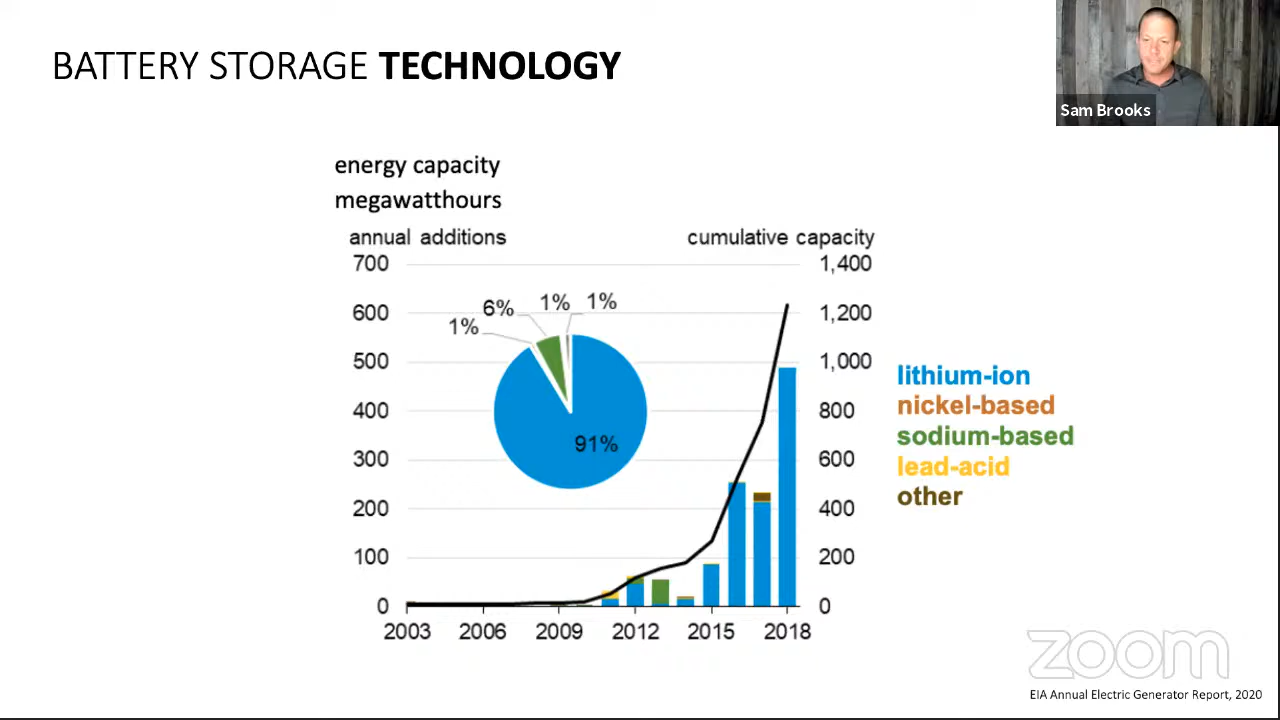 BATTERY STORAGE TECHNOLOGY
Sam Brooks
energy capacity
megawatthours
annual additions
cumulative capacity
700
600
500
400
300
200
100
0
1%
6%
1%
1%
91%
1,400
1,200
1,000
800
600
400
200
0
2003
2006
2009
2012
2015
2018
lithium-ion
nickel-based
sodium-based
lead-acid
other
zoom
EIA Annual Electric Generator Report, 2020